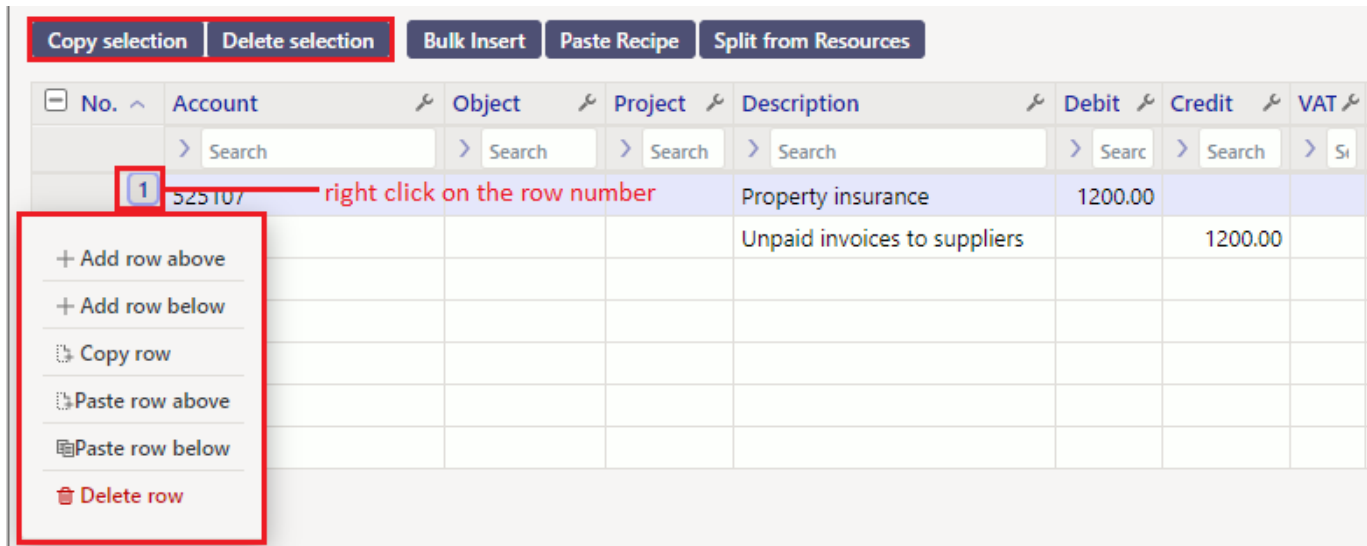 Copy selection Delete selection Bulk Insert Paste Recipe Split from Resources
No. Account Object Project Description Debit Credit VAT
Search Search Search Search Searc Search Se
1 525107 right click on the row number Property insurance 1200.00
Unpaid invoices to suppliers 1200.00
Add row above
Add row below
Copy row
Paste row above
Paste row below
Delete row